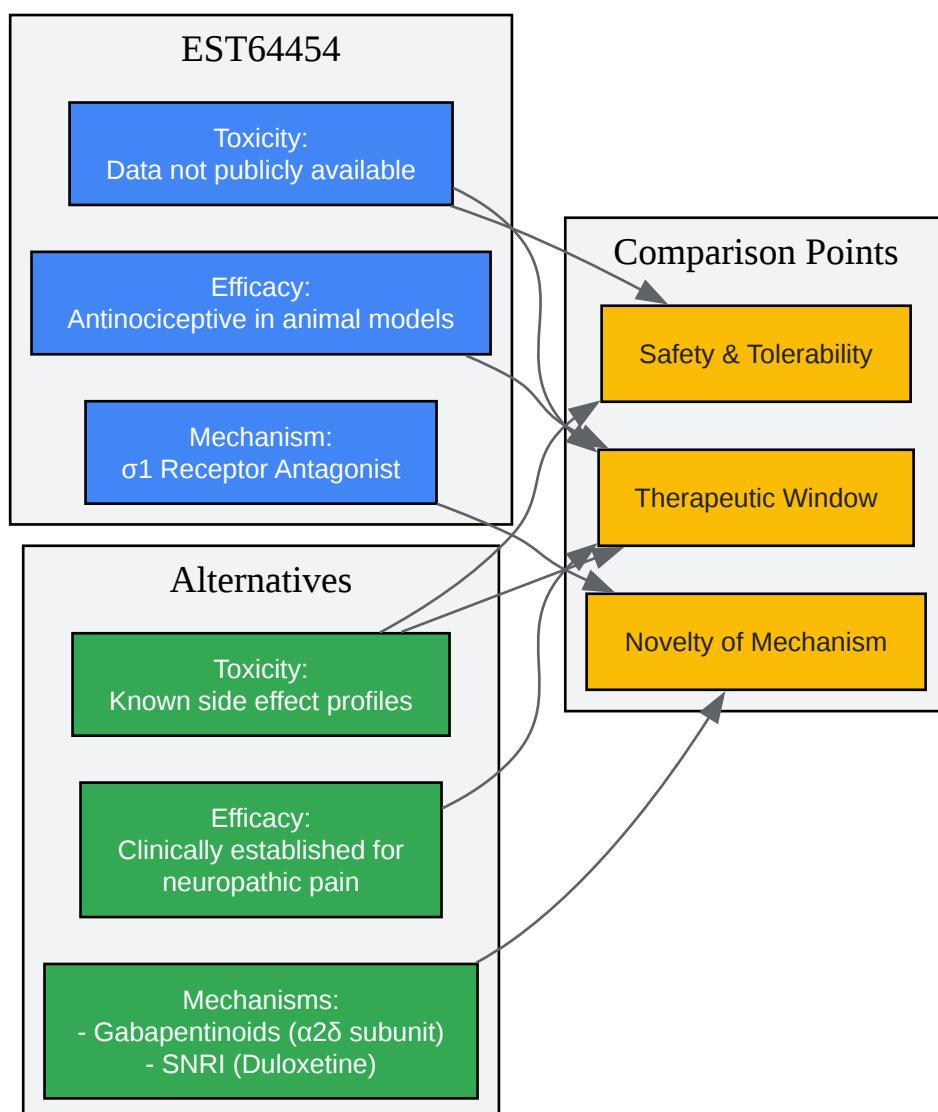 EST64454
Toxicity:
Data not publicly available
Efficacy:
Antinociceptive in animal models
Mechanism:
σ1 Receptor Antagonist
Alternatives
Toxicity:
Known side effect profiles
Efficacy:
Clinically established for
neuropathic pain
Mechanisms:
- Gabapentinoids (α2δ subunit)
- SNRI (Duloxetine)
Comparison Points
Safety & Tolerability
Therapeutic Window
Novelty of Mechanism